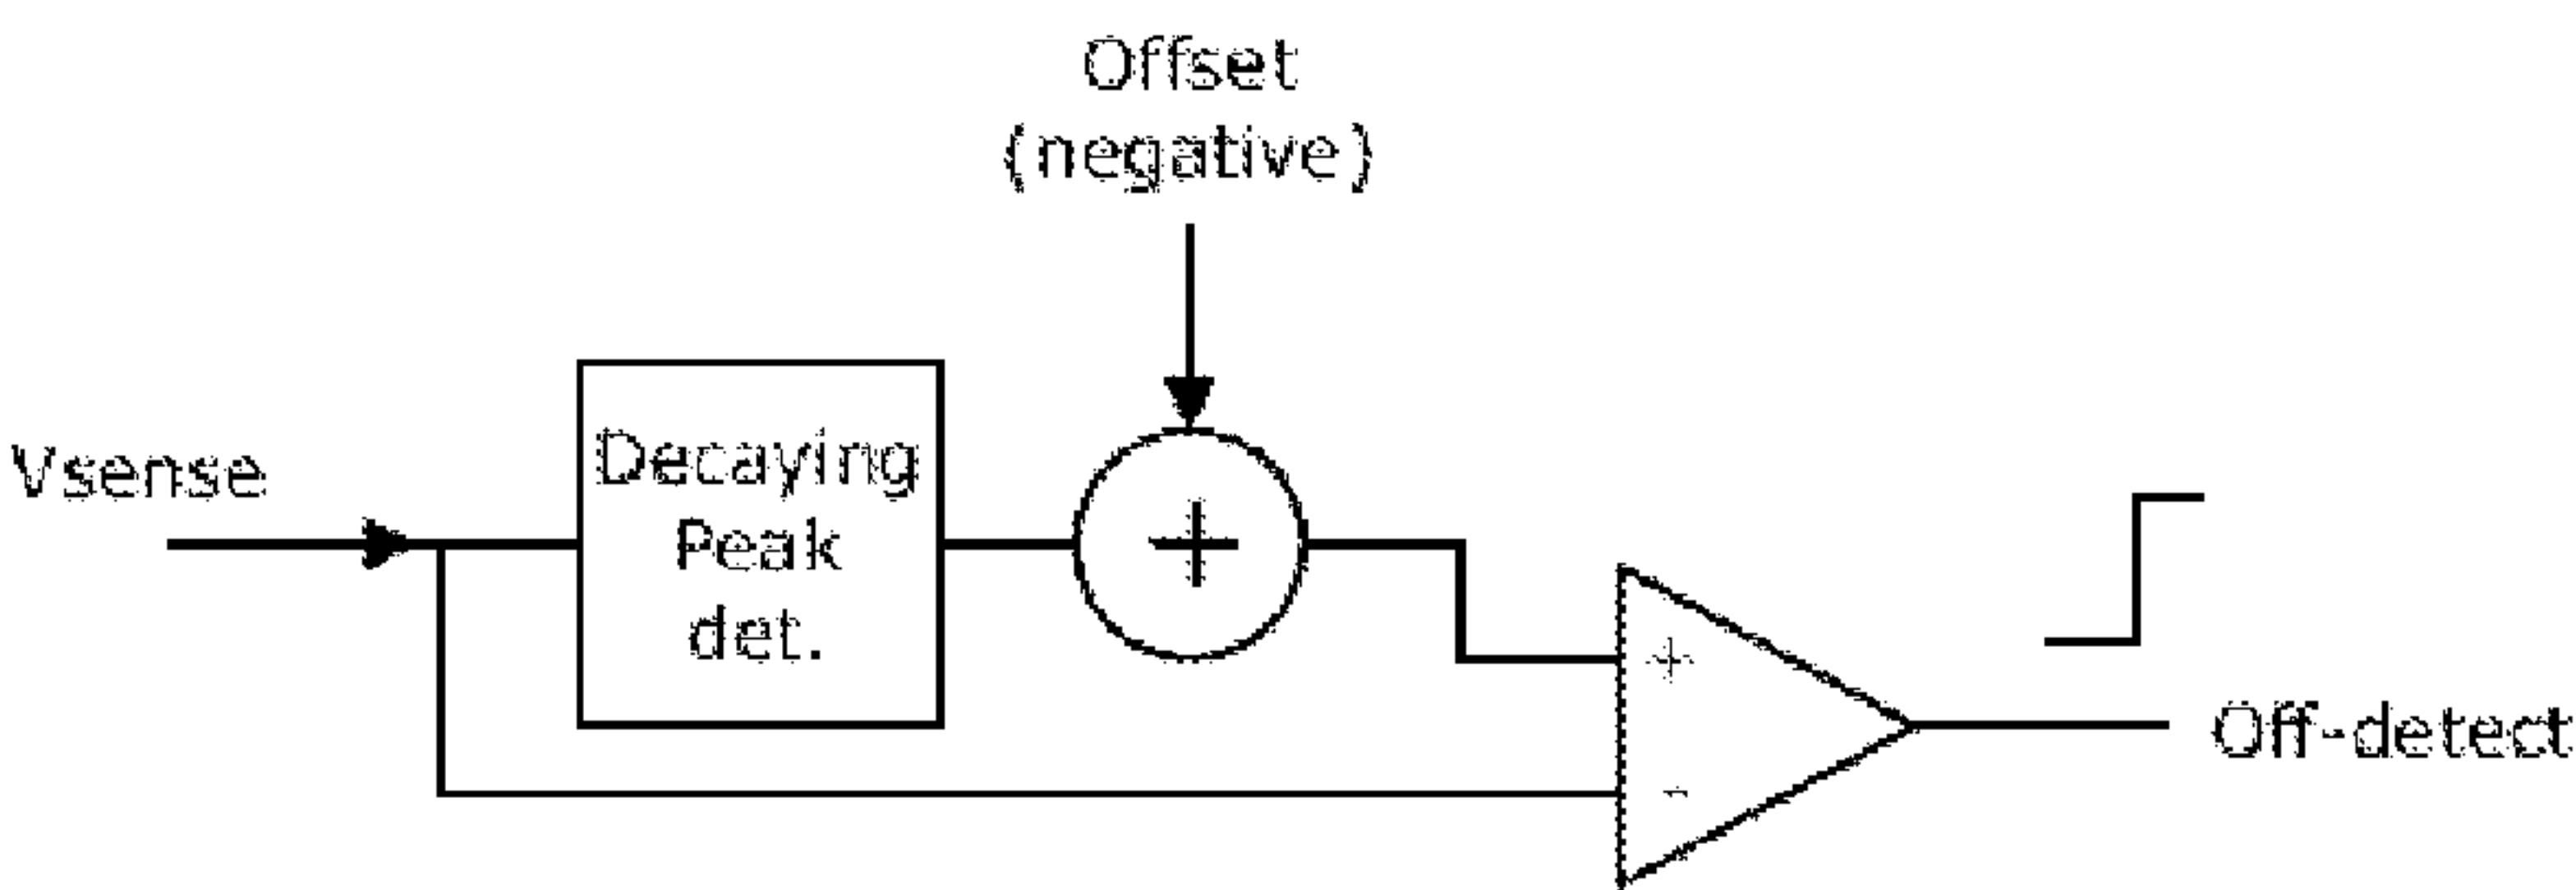 Offset
(negative)
Vsense
Decaying
Peak
det.
+
+
-
Off-detect